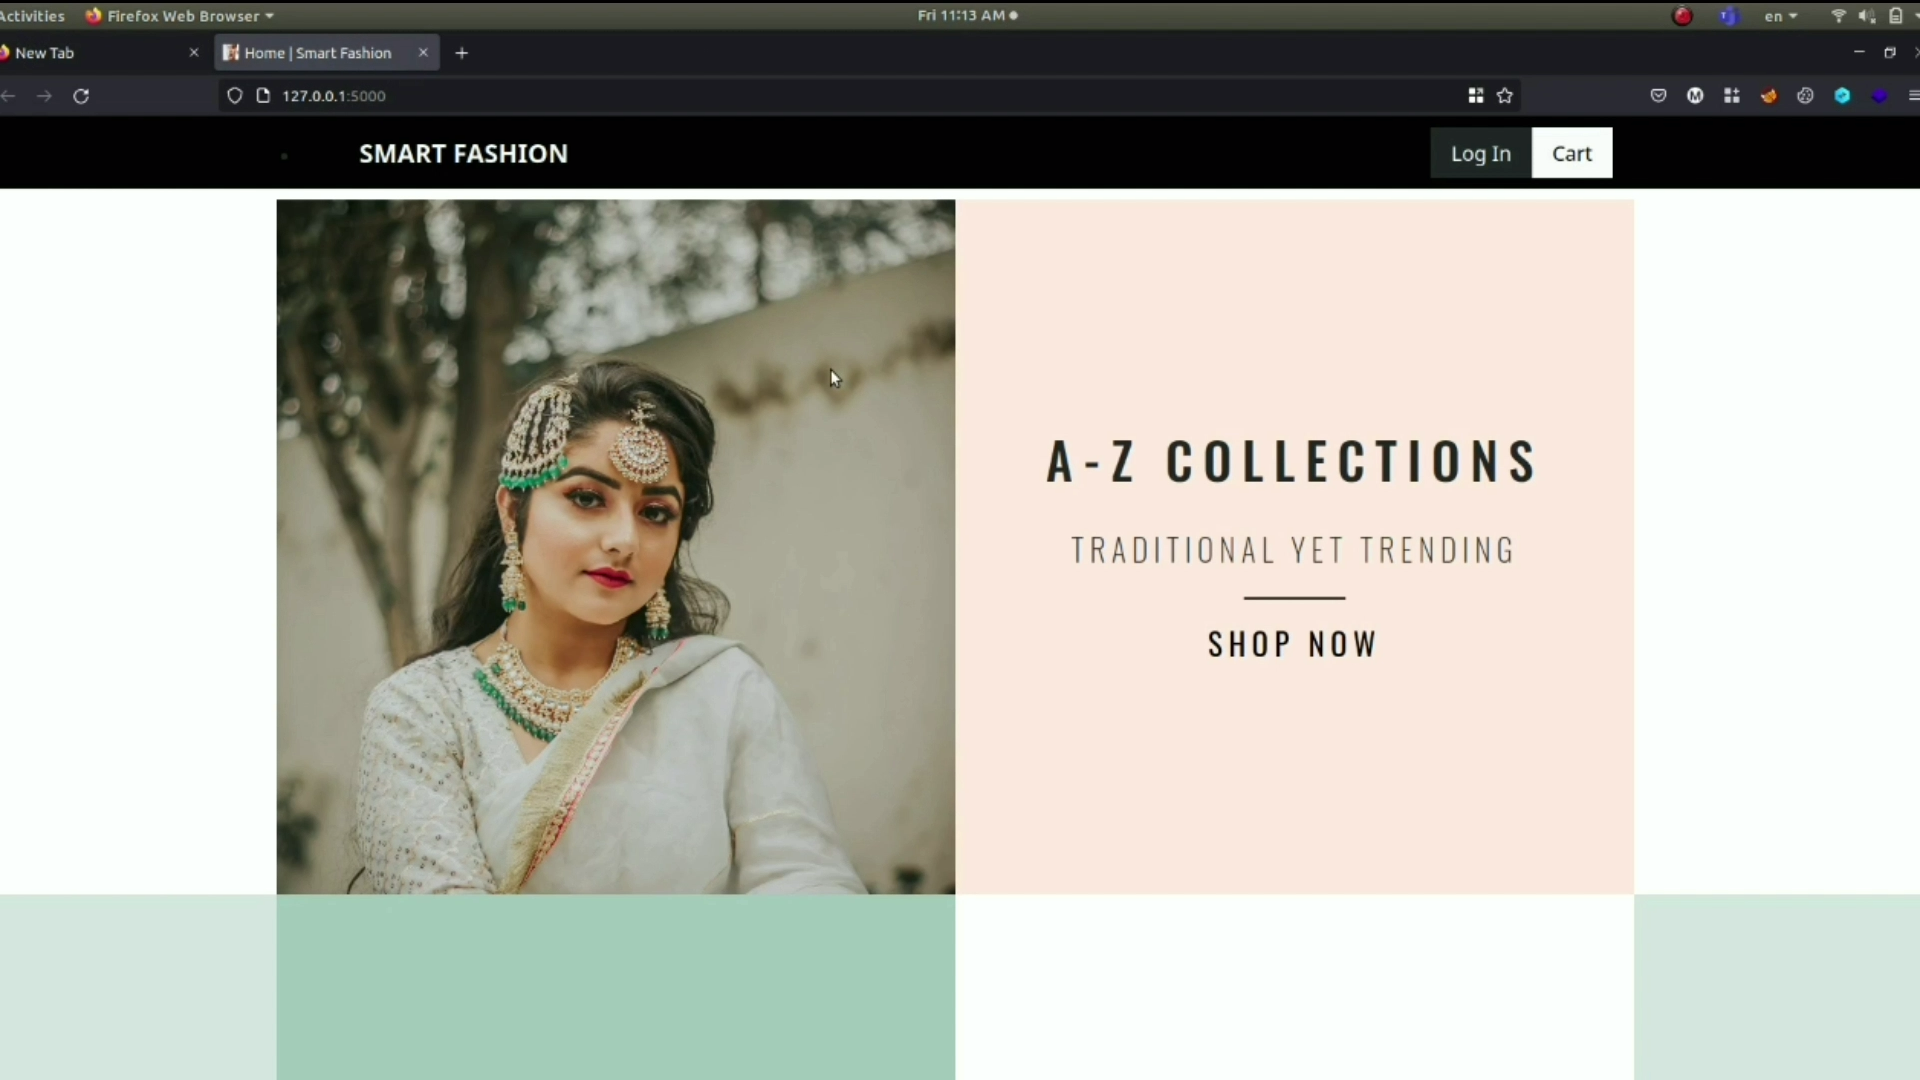 Activities Firefox Web Browser Fri 11:13 AM en
New Tab Home | Smart Fashion
127.0.0.1:5000
SMART FASHION Log In Cart
A-Z COLLECTIONS
TRADITIONAL YET TRENDING
SHOP NOW